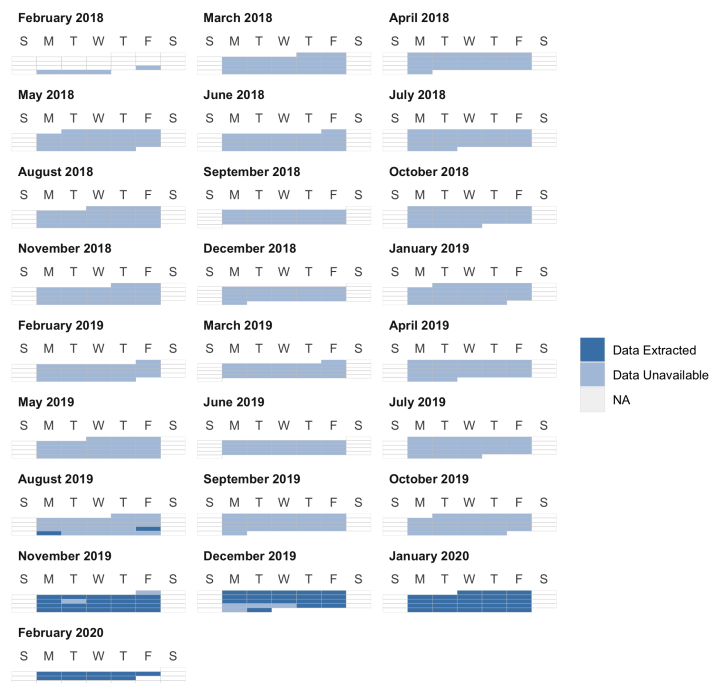 February 2018 March 2018 April 2018
S M T W T F S S M T W T F S S M T W T F S
May 2018 June 2018 July 2018
S M T W T F S S M T W T F S S M T W T F S
August 2018 September 2018 October 2018
S M T W T F S S M T W T F S S M T W T F S
November 2018 December 2018 January 2019
S M T W T F S S M T W T F S S M T W T F S
February 2019 March 2019 April 2019
S M T W T F S S M T W T F S S M T W T F S
Data Extracted
Data Unavailable
NA
May 2019 June 2019 July 2019
S M T W T F S S M T W T F S S M T W T F S
August 2019 September 2019 October 2019
S M T W T F S S M T W T F S S M T W T F S
November 2019 December 2019 January 2020
S M T W T F S S M T W T F S S M T W T F S
February 2020
S M T W T F S